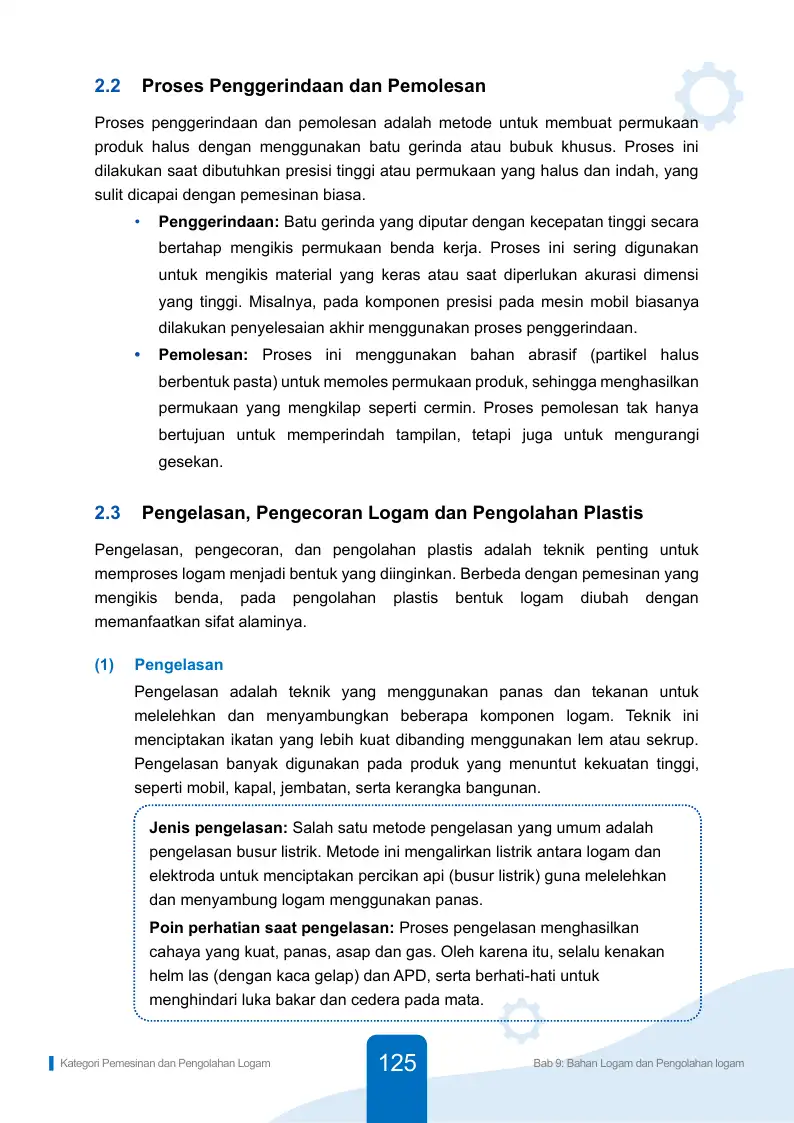 2.2 Proses Penggerindaan dan Pemolesan
Proses penggerindaan dan pemolesan adalah metode untuk membuat permukaan
produk halus dengan menggunakan batu gerinda atau bubuk khusus. Proses ini
dilakukan saat dibutuhkan presisi tinggi atau permukaan yang halus dan indah, yang
sulit dicapai dengan pemesinan biasa.
• Penggerindaan: Batu gerinda yang diputar dengan kecepatan tinggi secara
bertahap mengikis permukaan benda kerja. Proses ini sering digunakan
untuk mengikis material yang keras atau saat diperlukan akurasi dimensi
yang tinggi. Misalnya, pada komponen presisi pada mesin mobil biasanya
dilakukan penyelesaian akhir menggunakan proses penggerindaan.
• Pemolesan: Proses ini menggunakan bahan abrasif (partikel halus
berbentuk pasta) untuk memoles permukaan produk, sehingga menghasilkan
permukaan yang mengkilap seperti cermin. Proses pemolesan tak hanya
bertujuan untuk memperindah tampilan, tetapi juga untuk mengurangi
gesekan.
2.3 Pengelasan, Pengecoran Logam dan Pengolahan Plastis
Pengelasan, pengecoran, dan pengolahan plastis adalah teknik penting untuk
memproses logam menjadi bentuk yang diinginkan. Berbeda dengan pemesinan yang
mengikis benda, pada pengolahan plastis bentuk logam diubah dengan
memanfaatkan sifat alaminya.
(1) Pengelasan
Pengelasan adalah teknik yang menggunakan panas dan tekanan untuk
melelehkan dan menyambungkan beberapa komponen logam. Teknik ini
menciptakan ikatan yang lebih kuat dibanding menggunakan lem atau sekrup.
Pengelasan banyak digunakan pada produk yang menuntut kekuatan tinggi,
seperti mobil, kapal, jembatan, serta kerangka bangunan.
Jenis pengelasan: Salah satu metode pengelasan yang umum adalah
pengelasan busur listrik. Metode ini mengalirkan listrik antara logam dan
elektroda untuk menciptakan percikan api (busur listrik) guna melelehkan
dan menyambung logam menggunakan panas.
Poin perhatian saat pengelasan: Proses pengelasan menghasilkan
cahaya yang kuat, panas, asap dan gas. Oleh karena itu, selalu kenakan
helm las (dengan kaca gelap) dan APD, serta berhati-hati untuk
menghindari luka bakar dan cedera pada mata.
Kategori Pemesinan dan Pengolahan Logam
125
Bab 9: Bahan Logam dan Pengolahan logam